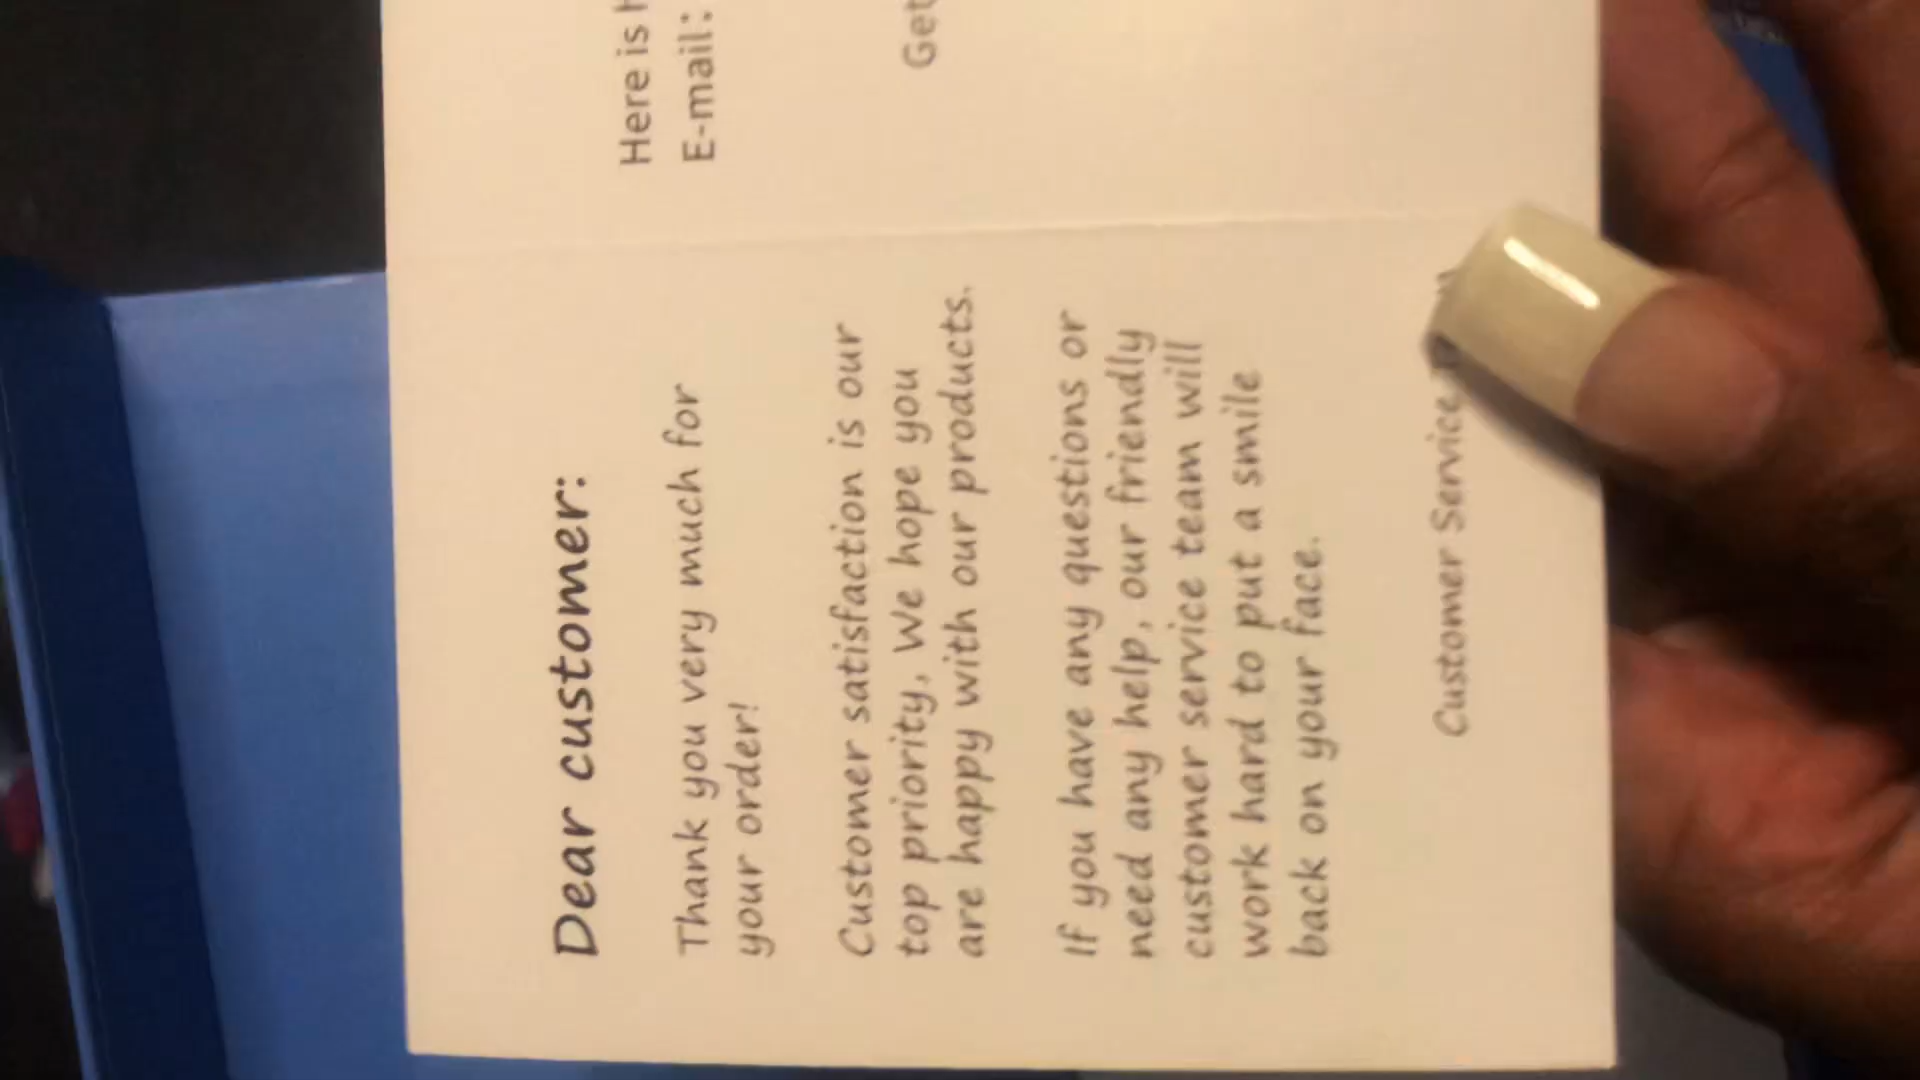 Dear customer:
Thank you very much for
your order!
Customer satisfaction is our
top priority, We hope you
are happy with our products.
If you have any questions or
need any help, our friendly
customer service team will
work hard to put a smile
back on your face.
Customer Service
Here is
E-mail:
Get